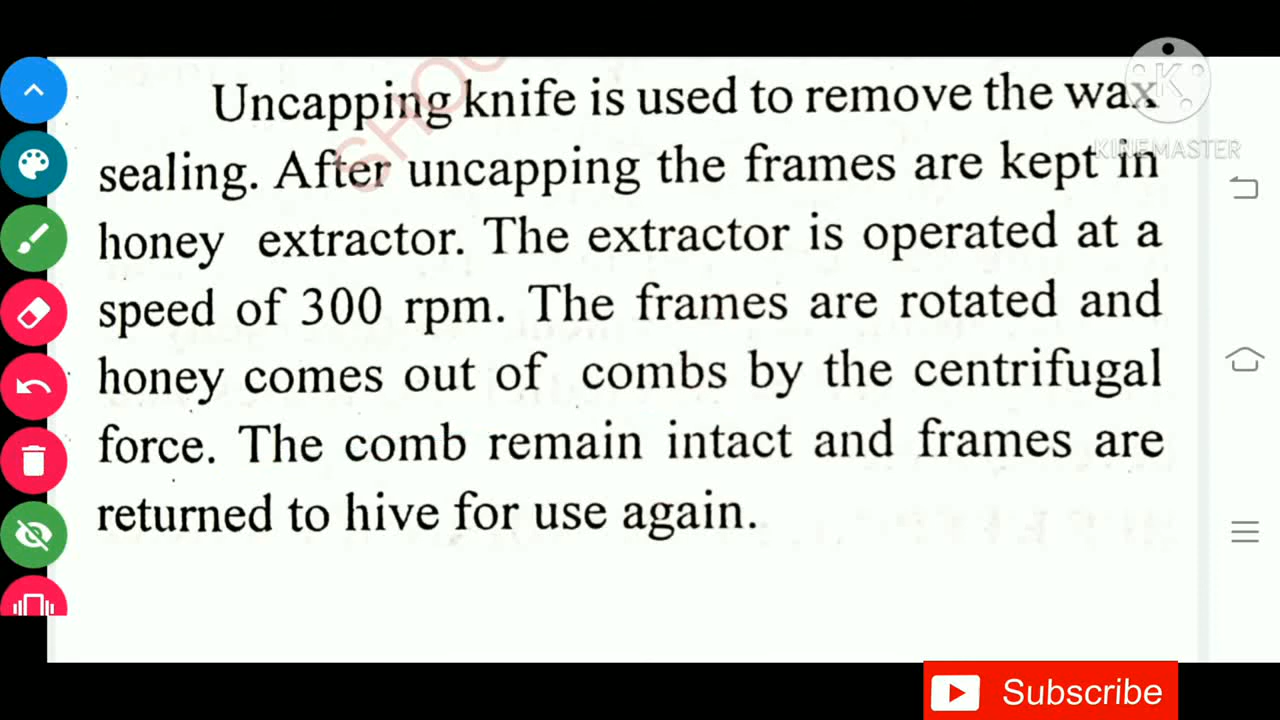 Uncapping knife is used to remove the wax
sealing. After uncapping the frames are kept in
honey extractor. The extractor is operated at a
speed of 300 rpm. The frames are rotated and
honey comes out of combs by the centrifugal
force. The comb remain intact and frames are
returned to hive for use again.
K
KINEMASTER
Subscribe